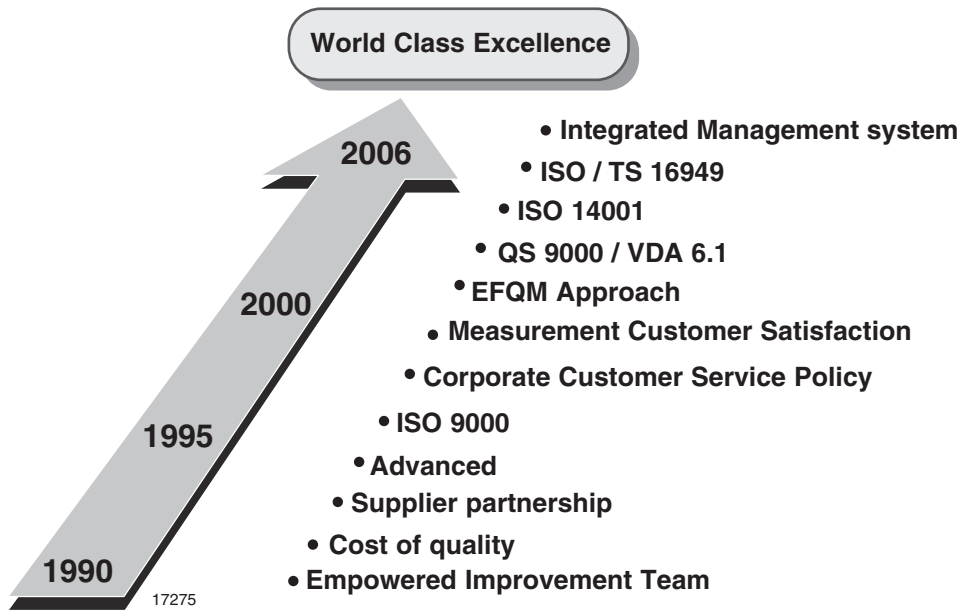 World Class Excellence
• Integrated Management system
2006
• ISO / TS 16949
• ISO 14001
• QS 9000 / VDA 6.1
• EFQM Approach
2000
• Measurement Customer Satisfaction
• Corporate Customer Service Policy
• ISO 9000
1995
• Advanced
• Supplier partnership
• Cost of quality
1990
• Empowered Improvement Team
17275